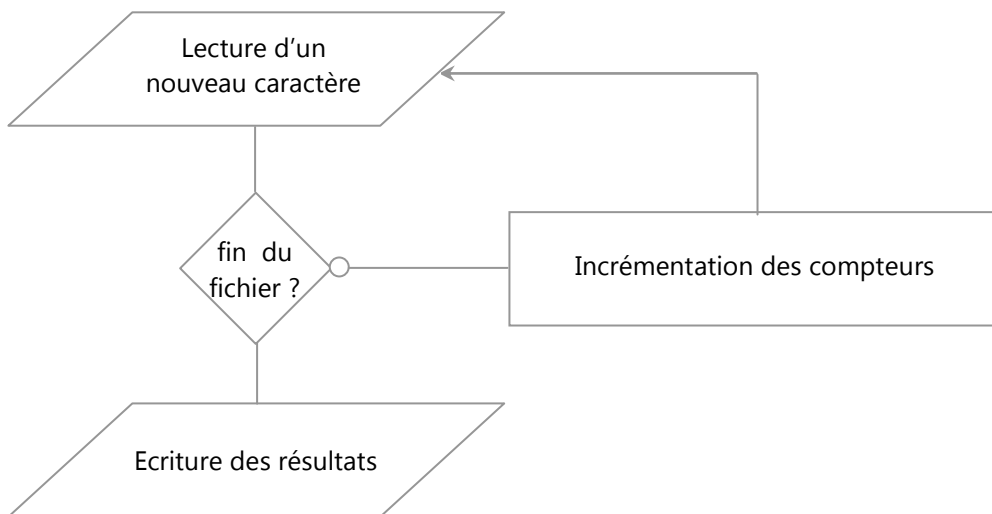 Lecture d’un
nouveau caractère
fin du
fichier ?
Incrémentation des compteurs
Ecriture des résultats